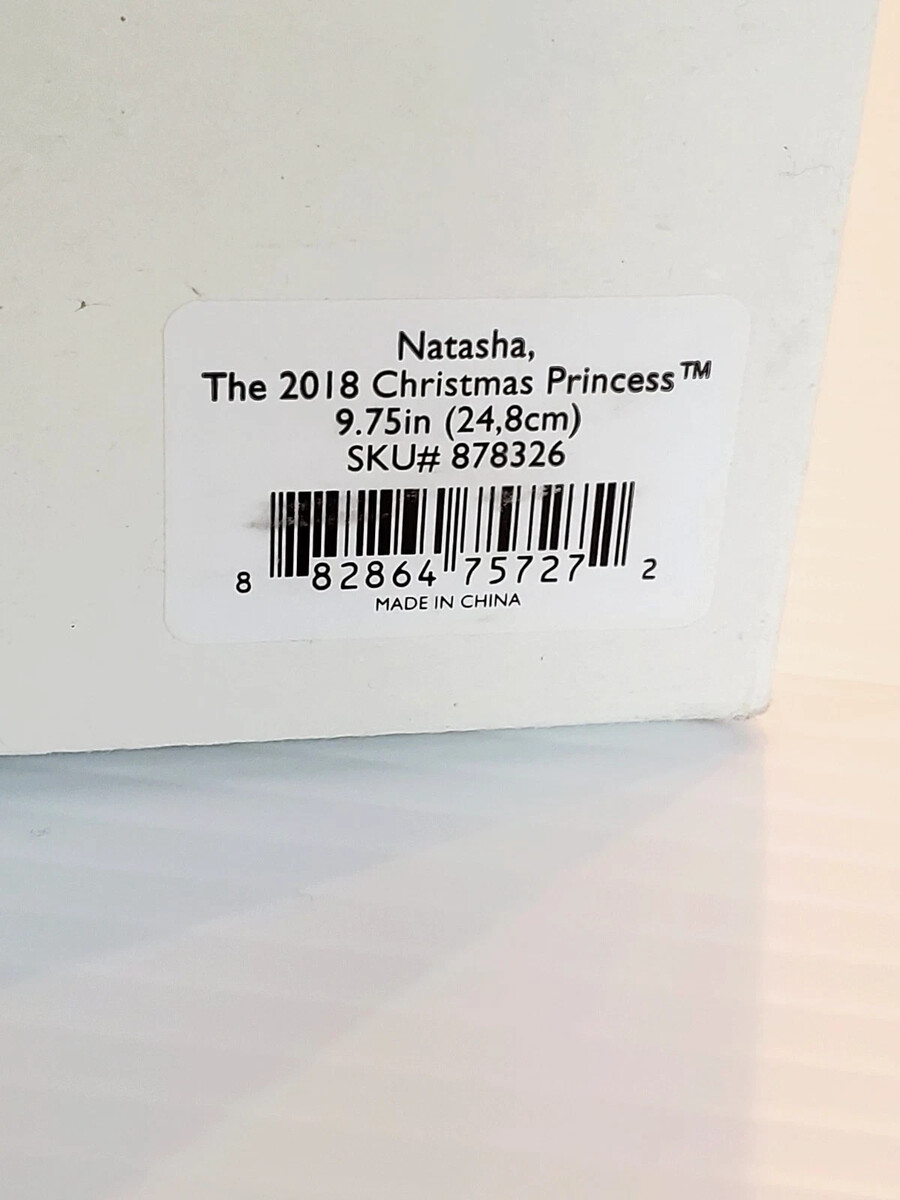 Natasha,
The 2018 Christmas Princess™
9.75in (24,8cm)
SKU# 878326
8 82864 75727 2
MADE IN CHINA